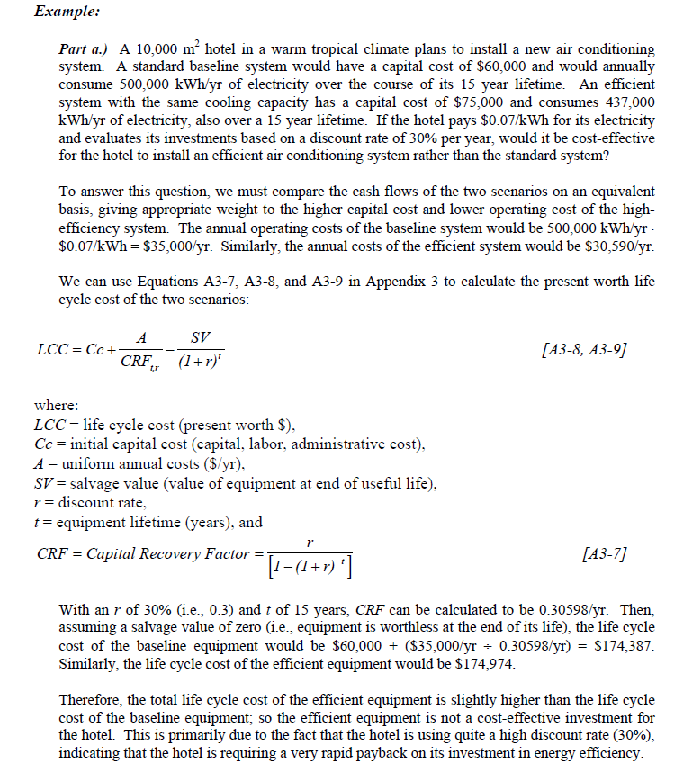 Example:
Part a.) A 10,000 m² hotel in a warm tropical climate plans to install a new air conditioning
system. A standard baseline system would have a capital cost of $60,000 and would annually
consume 500,000 kWh/yr of electricity over the course of its 15 year lifetime. An efficient
system with the same cooling capacity has a capital cost of $75,000 and consumes 437,000
kWh/yr of electricity, also over a 15 year lifetime. If the hotel pays $0.07/kWh for its electricity
and evaluates its investments based on a discount rate of 30% per year, would it be cost-effective
for the hotel to install an efficient air conditioning system rather than the standard system?
To answer this question, we must compare the cash flows of the two scenarios on an equivalent
basis, giving appropriate weight to the higher capital cost and lower operating cost of the high-
efficiency system. The annual operating costs of the baseline system would be 500,000 kWh/yr ·
$0.07/kWh = $35,000/yr. Similarly, the annual costs of the efficient system would be $30,590/yr.
We can use Equations A3-7, A3-8, and A3-9 in Appendix 3 to calculate the present worth life
cycle cost of the two scenarios:
LCC = Cc + A / CRF_t,r − SV / (1+r)^t [A3-8, A3-9]
where:
LCC = life cycle cost (present worth $),
Cc = initial capital cost (capital, labor, administrative cost),
A = uniform annual costs ($/yr),
SV = salvage value (value of equipment at end of useful life),
r = discount rate,
t = equipment lifetime (years), and
CRF = Capital Recovery Factor = r / [1 − (1+r)^-t] [A3-7]
With an r of 30% (i.e., 0.3) and t of 15 years, CRF can be calculated to be 0.30598/yr. Then,
assuming a salvage value of zero (i.e., equipment is worthless at the end of its life), the life cycle
cost of the baseline equipment would be $60,000 + ($35,000/yr ÷ 0.30598/yr) = $174,387.
Similarly, the life cycle cost of the efficient equipment would be $174,974.
Therefore, the total life cycle cost of the efficient equipment is slightly higher than the life cycle
cost of the baseline equipment; so the efficient equipment is not a cost-effective investment for
the hotel. This is primarily due to the fact that the hotel is using quite a high discount rate (30%),
indicating that the hotel is requiring a very rapid payback on its investment in energy efficiency.